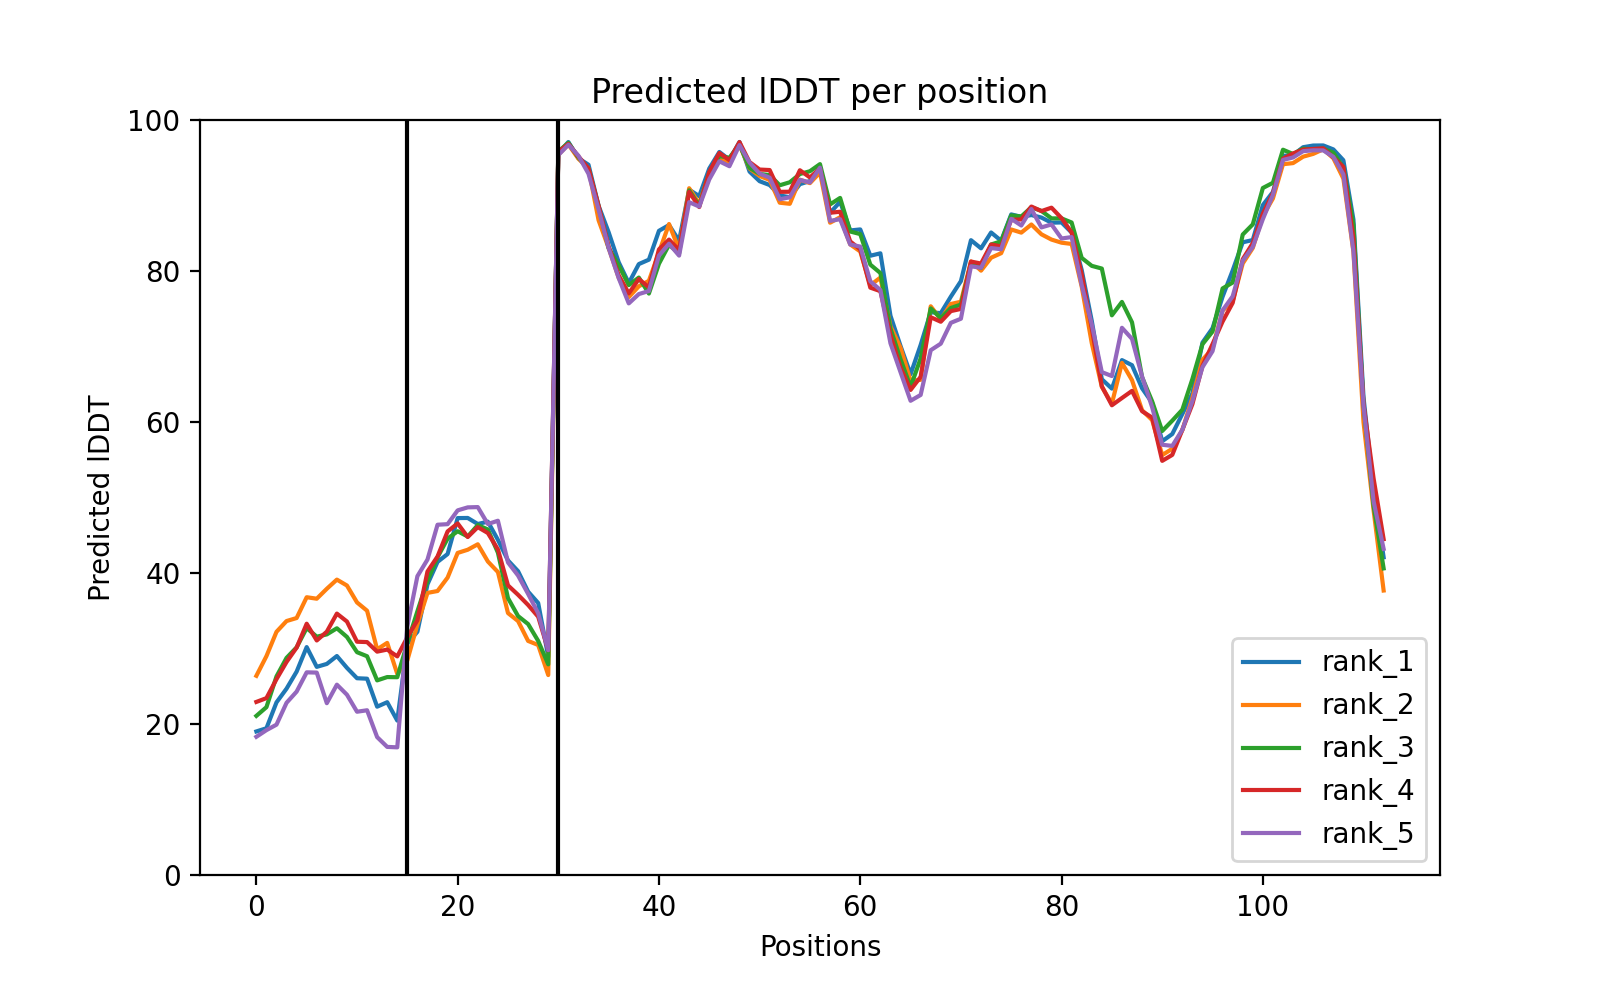 Predicted lDDT per position
100
80
60
40
20
0
Predicted lDDT
0 20 40 60 80 100
Positions
rank_1
rank_2
rank_3
rank_4
rank_5